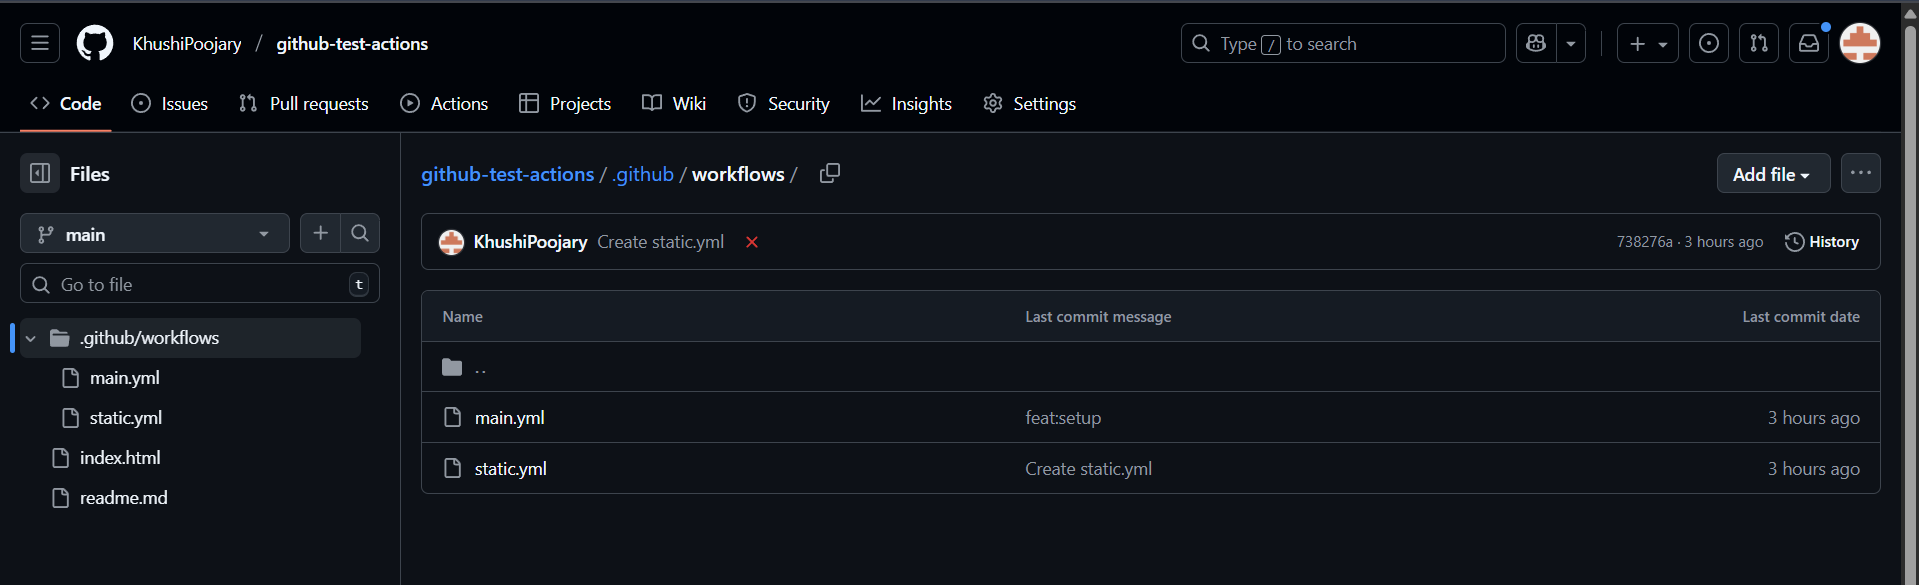 KhushiPoojary / github-test-actions
Type / to search
Code Issues Pull requests Actions Projects Wiki Security Insights Settings
Files
main
Go to file t
.github/workflows
main.yml
static.yml
index.html
readme.md
github-test-actions / .github / workflows /
Add file
KhushiPoojary Create static.yml
738276a · 3 hours ago History
Name Last commit message Last commit date
..
main.yml feat:setup 3 hours ago
static.yml Create static.yml 3 hours ago